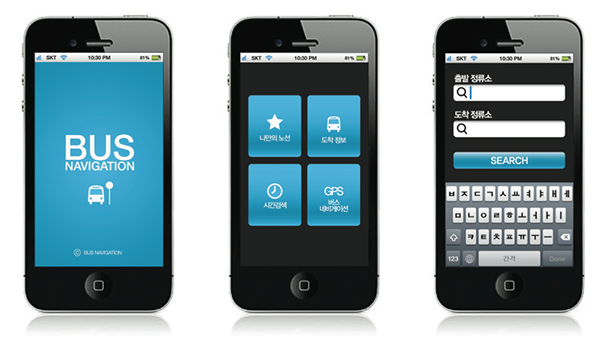 SKT 10:30 PM 81%
BUS
NAVIGATION
© BUS NAVIGATION
SKT 10:30 PM 81%
나만의 노선
도착 정보
시간검색
GPS
버스
네비게이션
SKT 10:30 PM 81%
출발 정류소
도착 정류소
SEARCH
ㅂ ㅈ ㄷ ㄱ ㅅ ㅛ ㅕ ㅑ ㅐ ㅔ
ㅁ ㄴ ㅇ ㄹ ㅎ ㅗ ㅓ ㅏ ㅣ
ㅋ ㅌ ㅊ ㅍ ㅠ ㅜ ㅡ
123 간격 Done